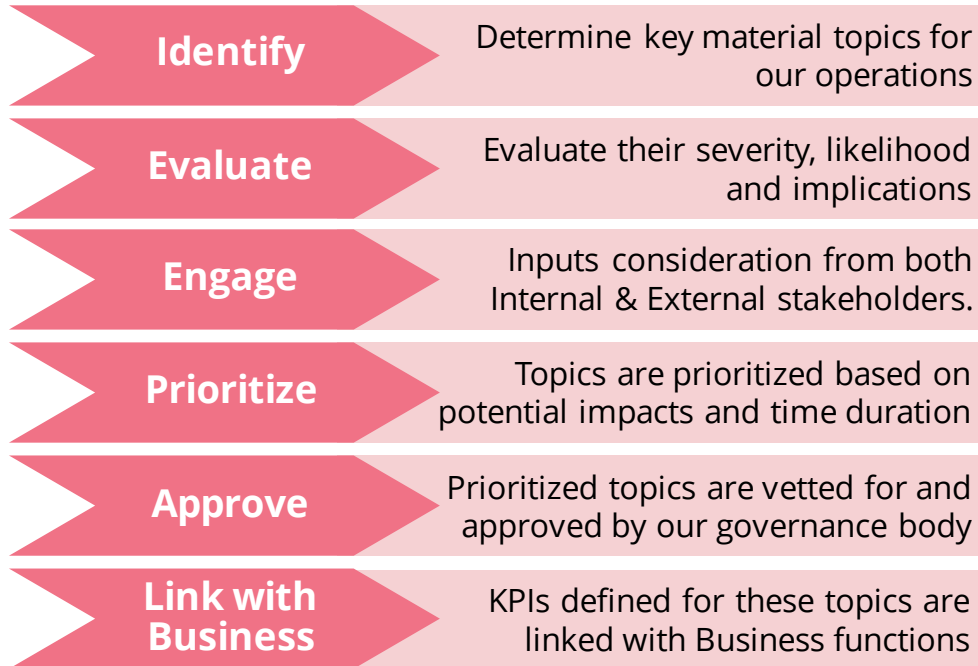 Identify
Determine key material topics for
our operations
Evaluate
Evaluate their severity, likelihood
and implications
Engage
Inputs consideration from both
Internal & External stakeholders.
Prioritize
Topics are prioritized based on
potential impacts and time duration
Approve
Prioritized topics are vetted for and
approved by our governance body
Link with
Business
KPIs defined for these topics are
linked with Business functions